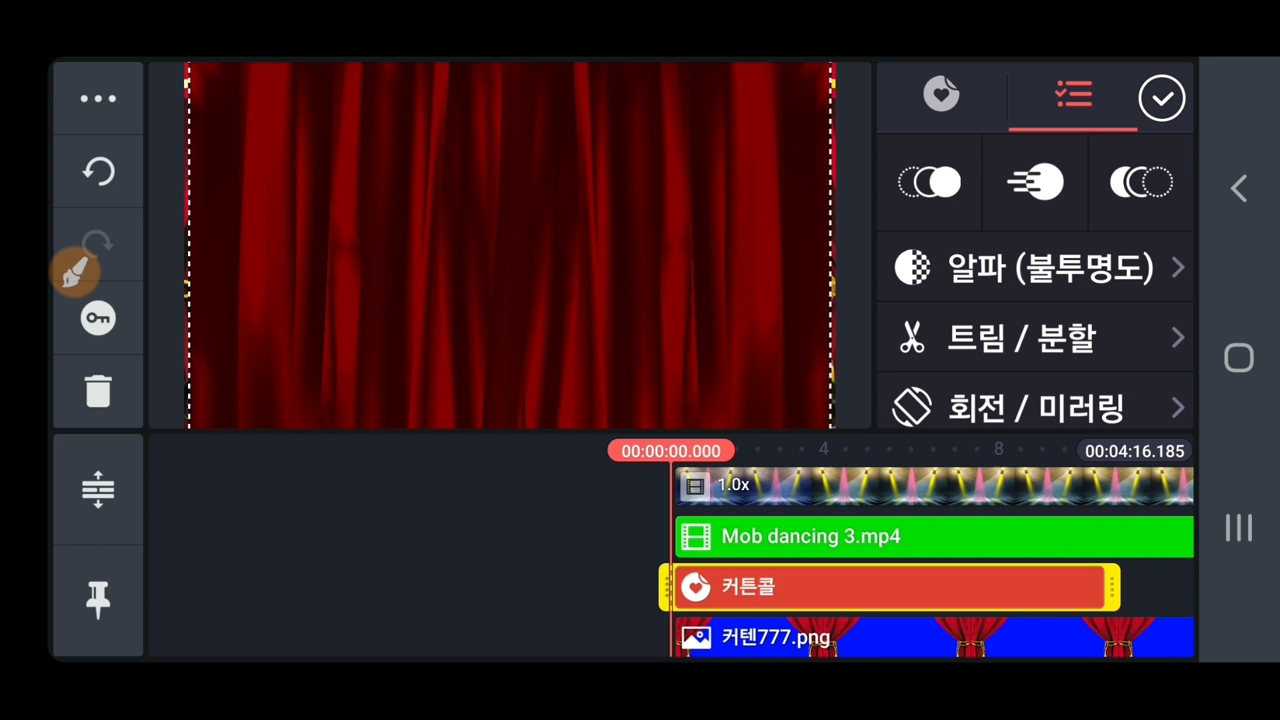 알파 (불투명도)
트림 / 분할
회전 / 미러링
00:00:00.000
4
8
00:04:16.185
1.0x
Mob dancing 3.mp4
커튼콜
커텐777.png